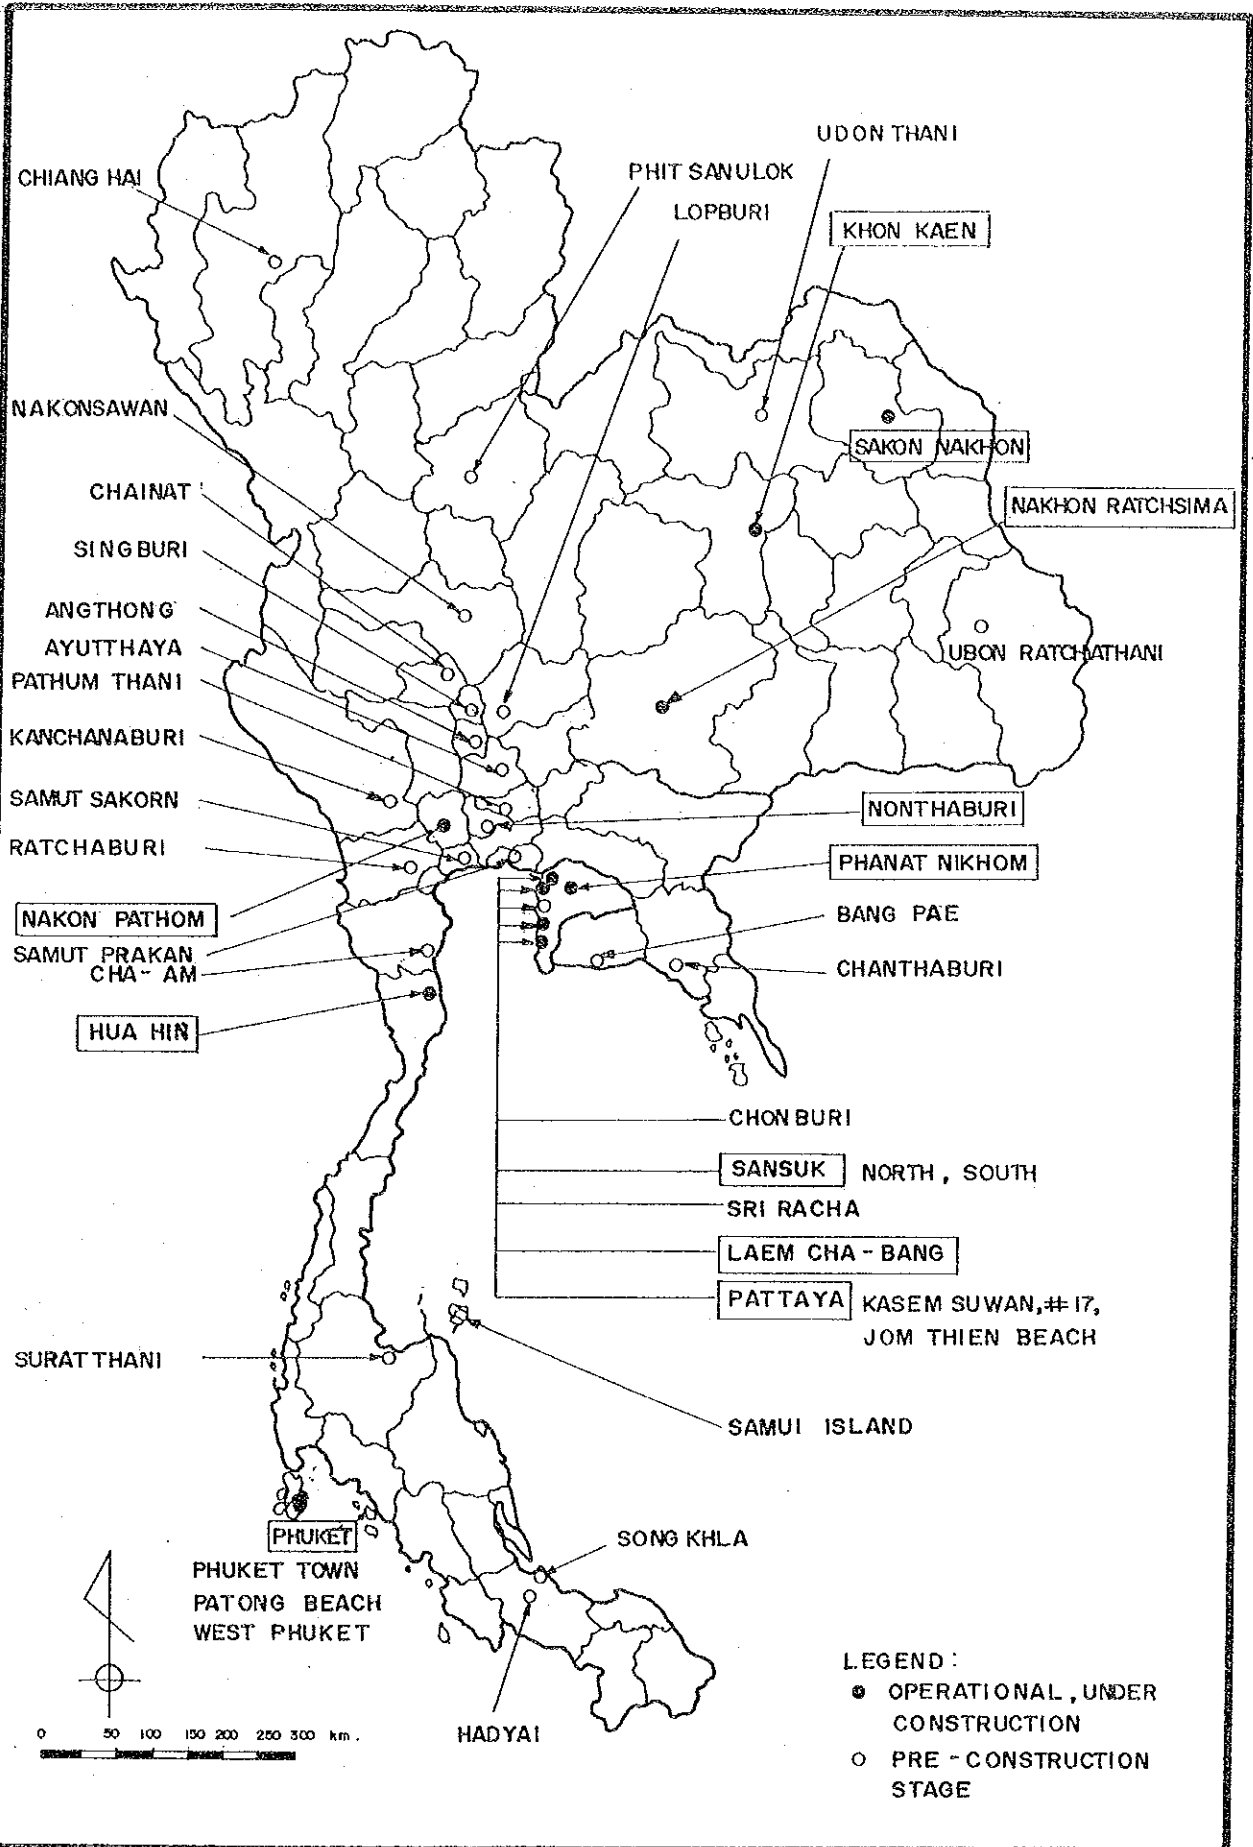 UDON THANI
PHIT SANULOK
CHIANG HAI
LOPBURI
KHON KAEN
NAKONSAWAN
SAKON NAKHON
CHAINAT
NAKHON RATCHSIMA
SINGBURI
ANGTHONG
AYUTTHAYA
UBON RATCHATHANI
PATHUM THANI
KANCHANABURI
SAMUT SAKORN
NONTHABURI
RATCHABURI
PHANAT NIKHOM
NAKON PATHOM
BANG PAE
SAMUT PRAKAN
CHA-AM
CHANTHABURI
HUA HIN
CHONBURI
SANSUK NORTH, SOUTH
SRI RACHA
LAEM CHA-BANG
PATTAYA KASEM SUWAN, #17,
JOM THIEN BEACH
SURATTHANI
SAMUI ISLAND
PHUKET
SONG KHLA
PHUKET TOWN
PATONG BEACH
WEST PHUKET
HADYAI
LEGEND:
OPERATIONAL, UNDER
CONSTRUCTION
PRE-CONSTRUCTION
STAGE
0 50 100 150 200 250 300 km.